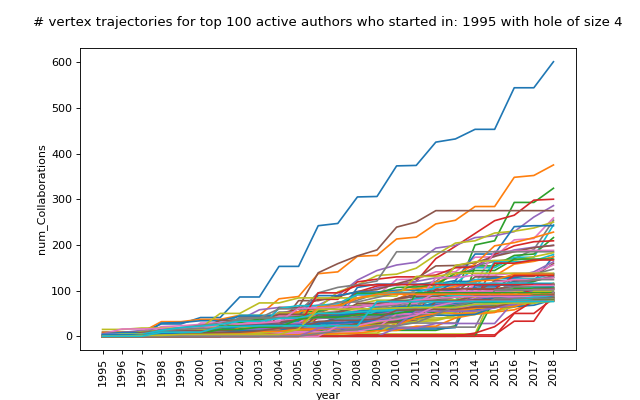 # vertex trajectories for top 100 active authors who started in: 1995 with hole of size 4
600
500
400
300
200
100
0
num_Collaborations
1995 1996 1997 1998 1999 2000 2001 2002 2003 2004 2005 2006 2007 2008 2009 2010 2011 2012 2013 2014 2015 2016 2017 2018
year